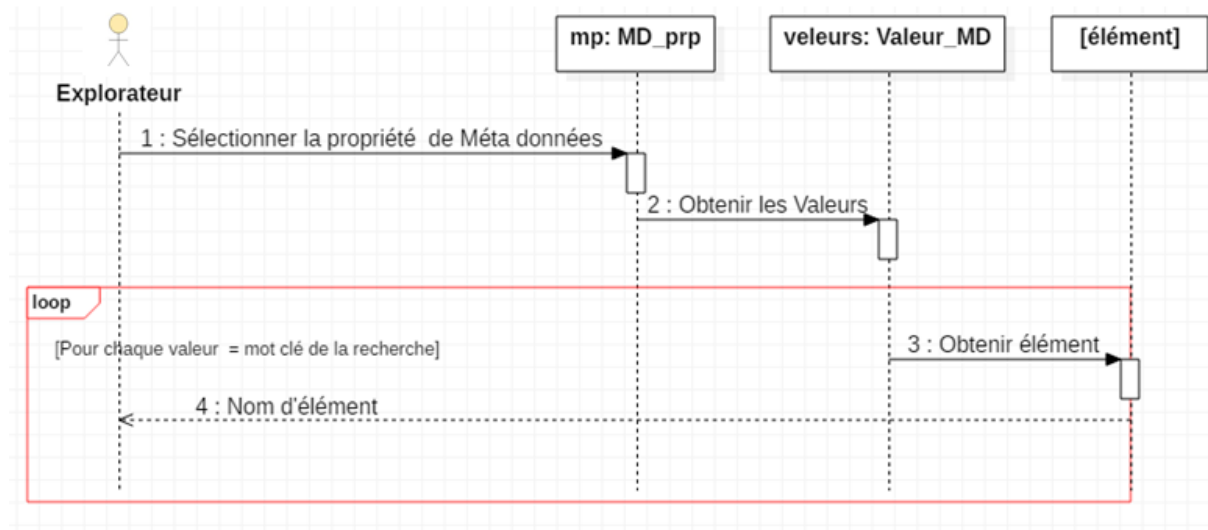 mp: MD_prp
veleurs: Valeur_MD
[élément]
Explorateur
1 : Sélectionner la propriété  de Méta données
2 : Obtenir les Valeurs
loop
[Pour chaque valeur  = mot clé de la recherche]
3 : Obtenir élément
4 : Nom d'élément